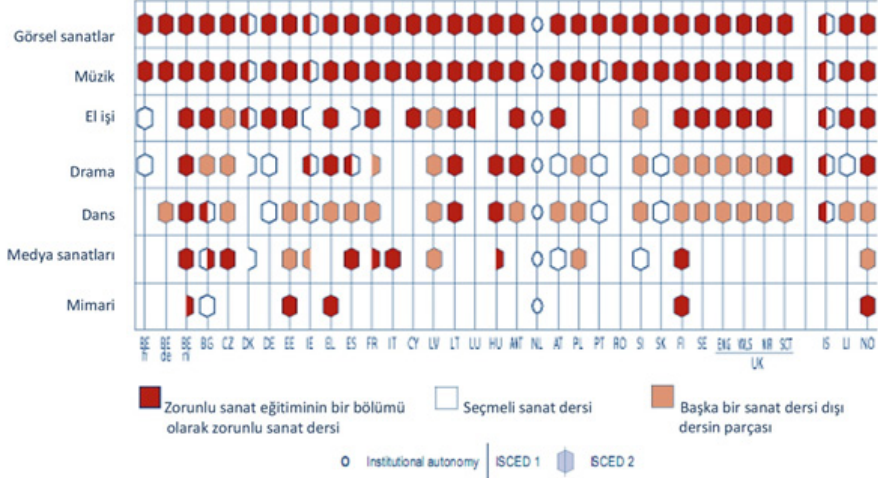 Görsel sanatlar
Müzik
El işi
Drama
Dans
Medya sanatları
Mimari
BE fr BE de BE nl BG CZ DK DE EE IE EL ES FR IT CY LV LT LU HU MT NL AT PL PT RO SI SK FI SE ENG WLS NIR SCT IS LI NO
UK
Zorunlu sanat eğitiminin bir bölümü
olarak zorunlu sanat dersi
Seçmeli sanat dersi
Başka bir sanat dersi dışı
dersin parçası
Institutional autonomy ISCED 1 ISCED 2